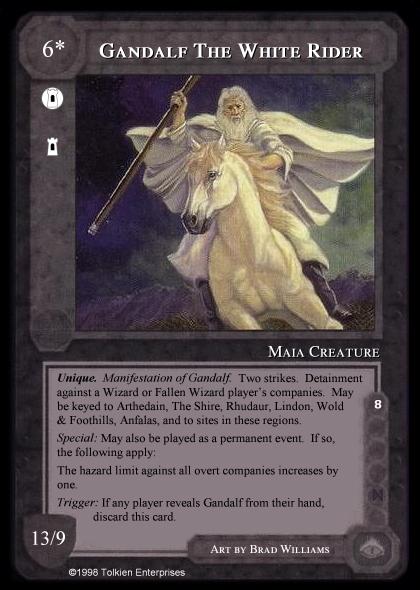 6*
Gandalf The White Rider
Maia Creature
Unique. Manifestation of Gandalf. Two strikes. Detainment
against a Wizard or Fallen Wizard player's companies. May
be keyed to Arthedain, The Shire, Rhudaur, Lindon, Wold
& Foothills, Anfalas, and to sites in these regions.
8
Special: May also be played as a permanent event. If so,
the following apply:
The hazard limit against all overt companies increases by
one.
Trigger: If any player reveals Gandalf from their hand,
discard this card.
13/9
Art by Brad Williams
©1998 Tolkien Enterprises